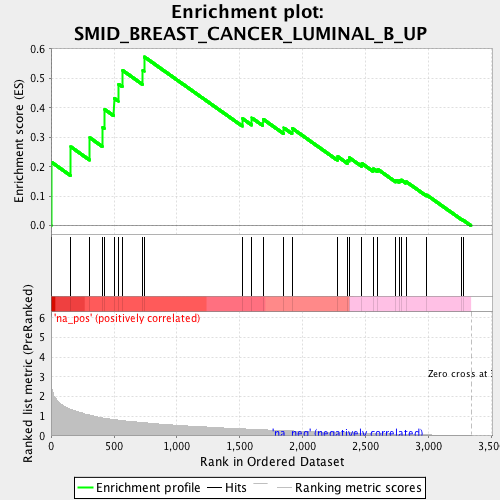 Enrichment plot:
SMID_BREAST_CANCER_LUMINAL_B_UP
Enrichment score (ES)
0.6
0.5
0.4
0.3
0.2
0.1
0.0
Ranked list metric (PreRanked)
6
5
4
3
2
1
0
'na_pos' (positively correlated)
Zero cross at 3
(negatively correlated)
0
500
1,000
1,500
2,000
2,500
3,000
Rank in Ordered Dataset
Enrichment profile
Hits
Ranking metric scores